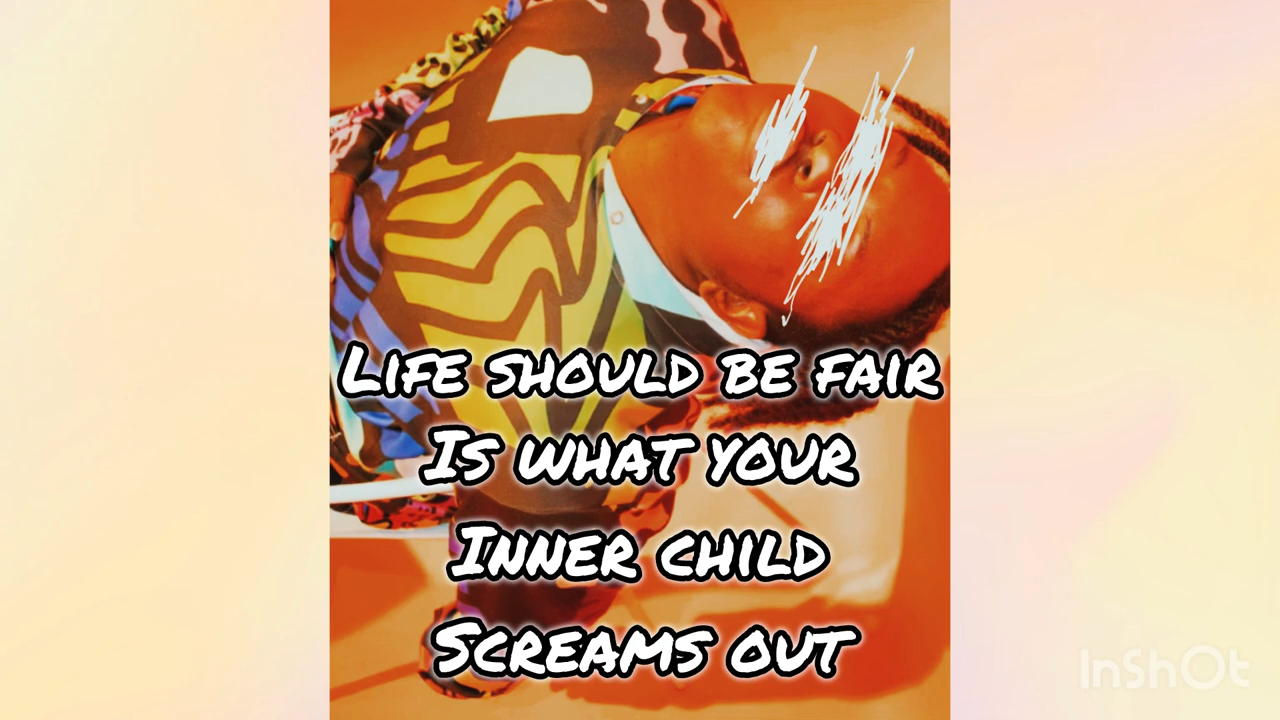 Life should be fair
Is what your
Inner child
Screams out
InShOt